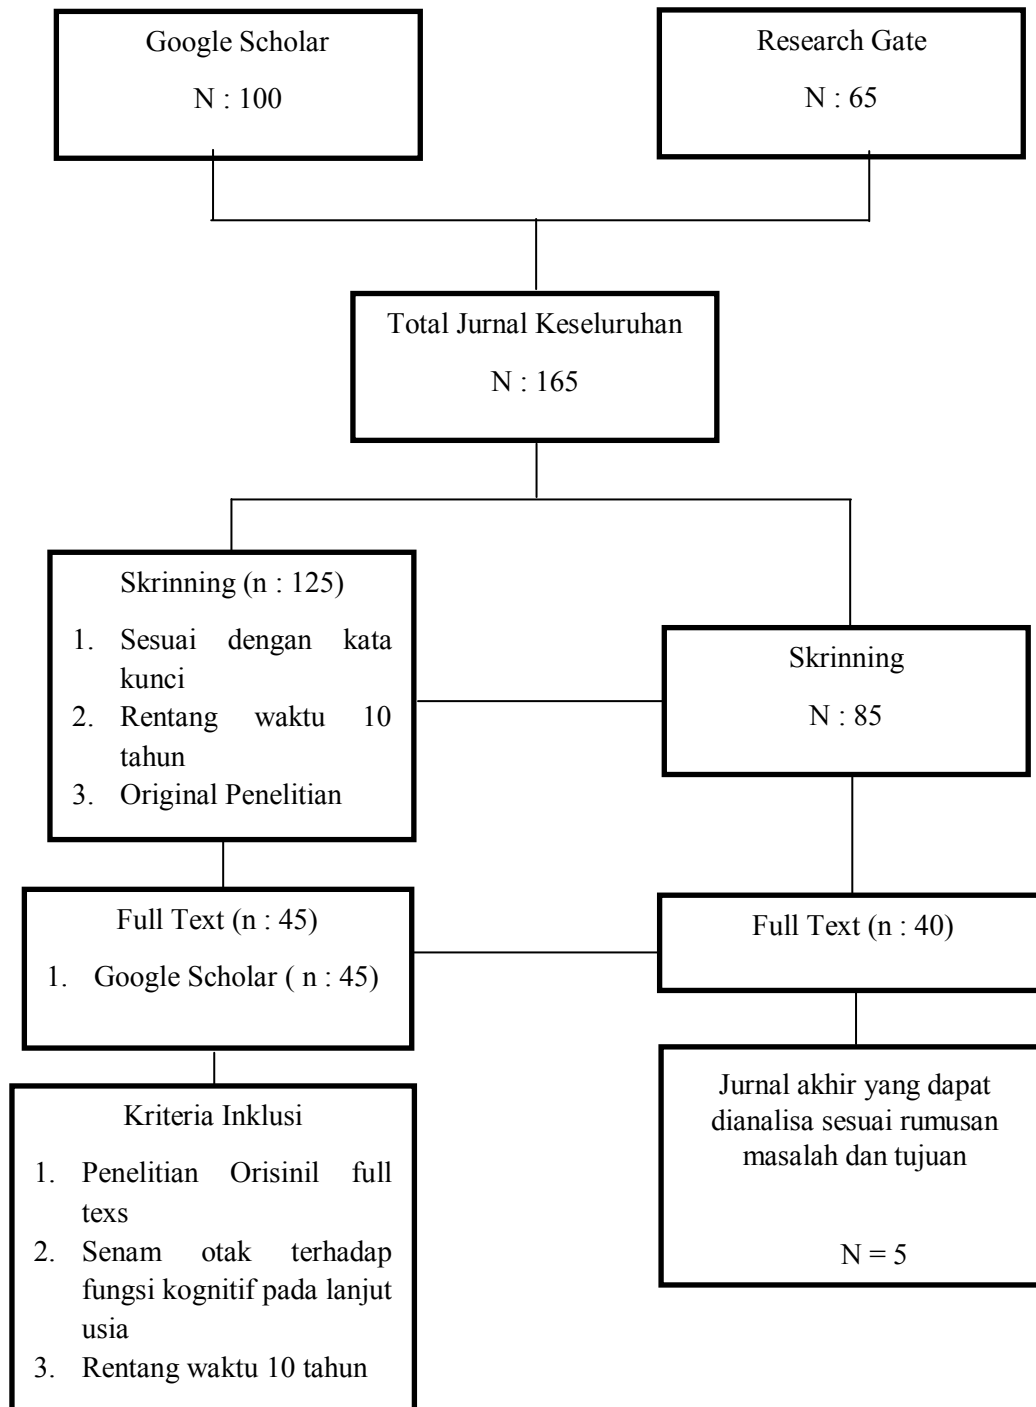 Google Scholar
N : 100
Research Gate
N : 65
Total Jurnal Keseluruhan
N : 165
Skrinning (n : 125)
1. Sesuai dengan kata
kunci
2. Rentang waktu 10
tahun
3. Original Penelitian
Skrinning
N : 85
Full Text (n : 45)
1. Google Scholar ( n : 45)
Full Text (n : 40)
Kriteria Inklusi
1. Penelitian Orisinil full
texs
2. Senam otak terhadap
fungsi kognitif pada lanjut
usia
3. Rentang waktu 10 tahun
Jurnal akhir yang dapat
dianalisa sesuai rumusan
masalah dan tujuan
N = 5